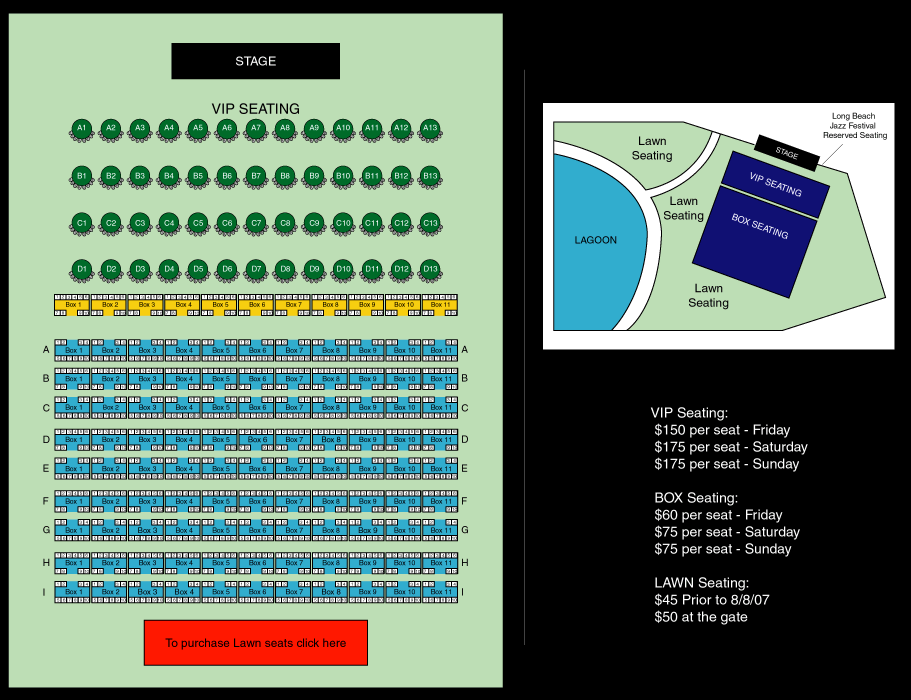 STAGE
VIP SEATING
A1 A2 A3 A4 A5 A6 A7 A8 A9 A10 A11 A12 A13
B1 B2 B3 B4 B5 B6 B7 B8 B9 B10 B11 B12 B13
C1 C2 C3 C4 C5 C6 C7 C8 C9 C10 C11 C12 C13
D1 D2 D3 D4 D5 D6 D7 D8 D9 D10 D11 D12 D13
Box 1 Box 2 Box 3 Box 4 Box 5 Box 6 Box 7 Box 8 Box 9 Box 10 Box 11
A Box 1 Box 2 Box 3 Box 4 Box 5 Box 6 Box 7 Box 8 Box 9 Box 10 Box 11 A
B Box 1 Box 2 Box 3 Box 4 Box 5 Box 6 Box 7 Box 8 Box 9 Box 10 Box 11 B
C Box 1 Box 2 Box 3 Box 4 Box 5 Box 6 Box 7 Box 8 Box 9 Box 10 Box 11 C
D Box 1 Box 2 Box 3 Box 4 Box 5 Box 6 Box 7 Box 8 Box 9 Box 10 Box 11 D
E Box 1 Box 2 Box 3 Box 4 Box 5 Box 6 Box 7 Box 8 Box 9 Box 10 Box 11 E
F Box 1 Box 2 Box 3 Box 4 Box 5 Box 6 Box 7 Box 8 Box 9 Box 10 Box 11 F
G Box 1 Box 2 Box 3 Box 4 Box 5 Box 6 Box 7 Box 8 Box 9 Box 10 Box 11 G
H Box 1 Box 2 Box 3 Box 4 Box 5 Box 6 Box 7 Box 8 Box 9 Box 10 Box 11 H
I Box 1 Box 2 Box 3 Box 4 Box 5 Box 6 Box 7 Box 8 Box 9 Box 10 Box 11 I
To purchase Lawn seats click here
Long Beach
Jazz Festival
Reserved Seating
STAGE
Lawn
Seating
VIP SEATING
Lawn
Seating
BOX SEATING
LAGOON
Lawn
Seating
VIP Seating:
$150 per seat - Friday
$175 per seat - Saturday
$175 per seat - Sunday
BOX Seating:
$60 per seat - Friday
$75 per seat - Saturday
$75 per seat - Sunday
LAWN Seating:
$45 Prior to 8/8/07
$50 at the gate